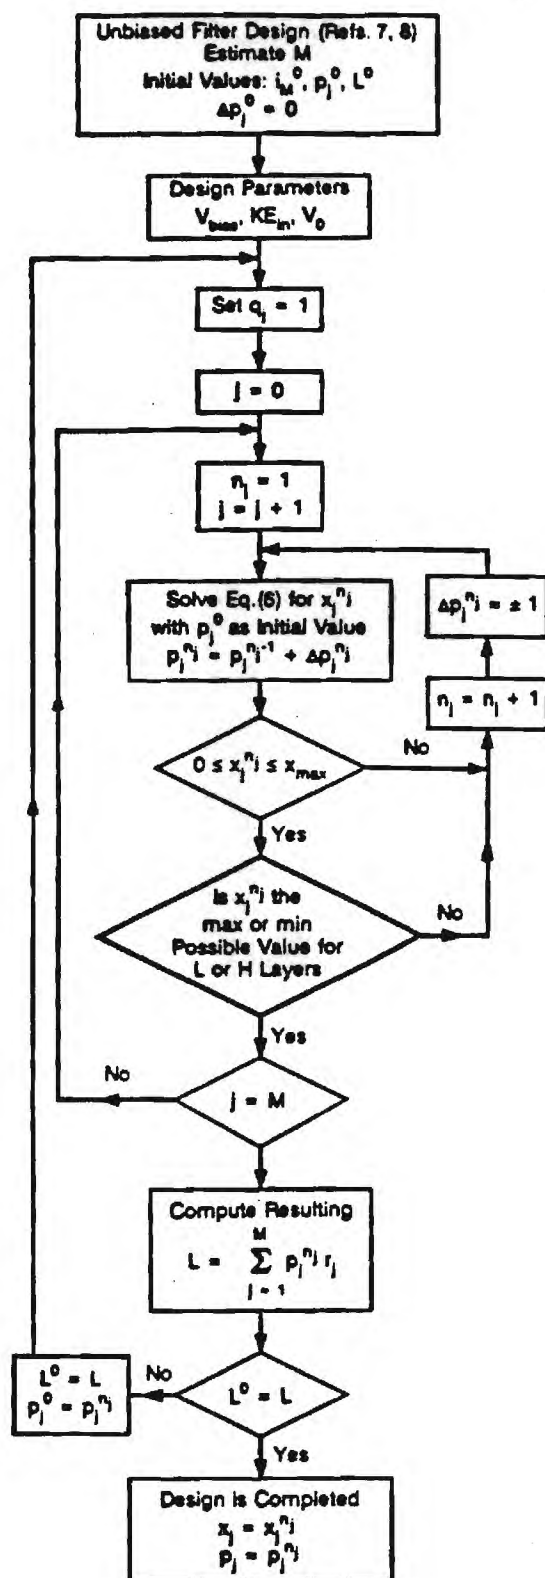 Unbiased Filter Design (Refs. 7, 8)
Estimate M
Initial Values: i_M^0, p_j^0, L^0
Δp_j^0 = 0
Design Parameters
V_bias, KE_in, V_0
Set q_j = 1
j = 0
n_j = 1
j = j + 1
Solve Eq.(6) for x_j^n_j
with p_j^0 as Initial Value
p_j^n_j = p_j^n_j-1 + Δp_j^n_j
Δp_j^n_j = ± 1
n_j = n_j + 1
0 ≤ x_j^n_j ≤ x_max
No
Yes
Is x_j^n_j the
max or min
Possible Value for
L or H Layers
No
Yes
No
j = M
Compute Resulting
L = M Σ j = 1 p_j^n_j r_j
L^0 = L
p_j^0 = p_j^n_j
No
L^0 = L
Yes
Design is Completed
x_j = x_j^n_j
p_j = p_j^n_j